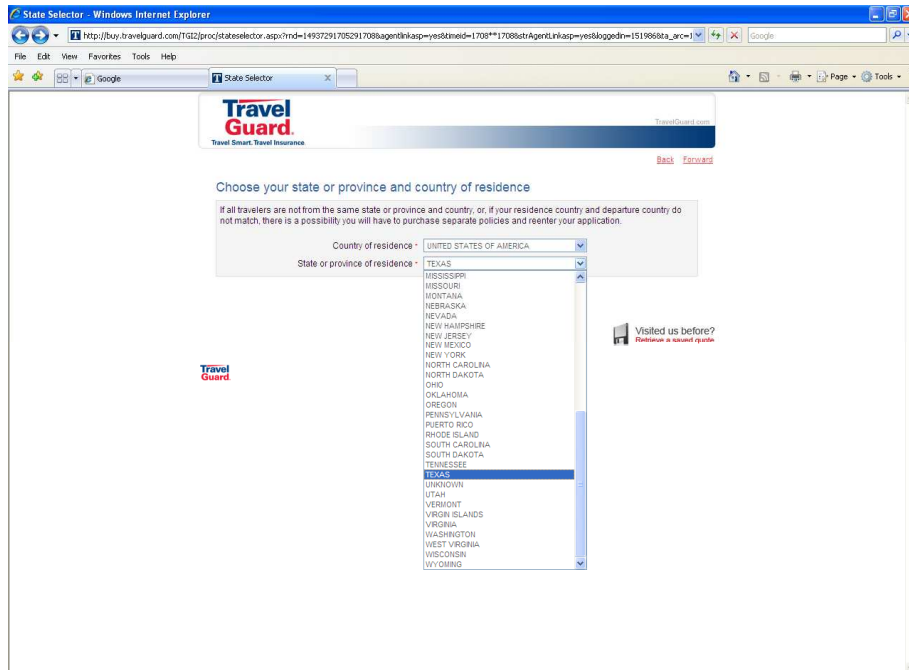 State Selector - Windows Internet Explorer
http://buy.travelguard.com/TGI2/proc/stateselector.aspx?rnd=14937291705291708&agentlinkasp=yes&timeid=1708**1708&strAgentLinkasp=yes&loggedin=151986&ta_arc=1
Google
File Edit View Favorites Tools Help
Google
State Selector
Page Tools
Travel
Guard.
Travel Smart. Travel Insurance.
TravelGuard.com
Back Forward
Choose your state or province and country of residence
If all travelers are not from the same state or province and country, or, if your residence country and departure country do
not match, there is a possibility you will have to purchase separate policies and reenter your application.
Country of residence * UNITED STATES OF AMERICA
State or province of residence * TEXAS
MISSISSIPPI
MISSOURI
MONTANA
NEBRASKA
NEVADA
NEW HAMPSHIRE
NEW JERSEY
NEW MEXICO
NEW YORK
NORTH CAROLINA
NORTH DAKOTA
OHIO
OKLAHOMA
OREGON
PENNSYLVANIA
PUERTO RICO
RHODE ISLAND
SOUTH CAROLINA
SOUTH DAKOTA
TENNESSEE
TEXAS
UNKNOWN
UTAH
VERMONT
VIRGIN ISLANDS
VIRGINIA
WASHINGTON
WEST VIRGINIA
WISCONSIN
WYOMING
Visited us before?
Retrieve a saved quote
Travel
Guard.